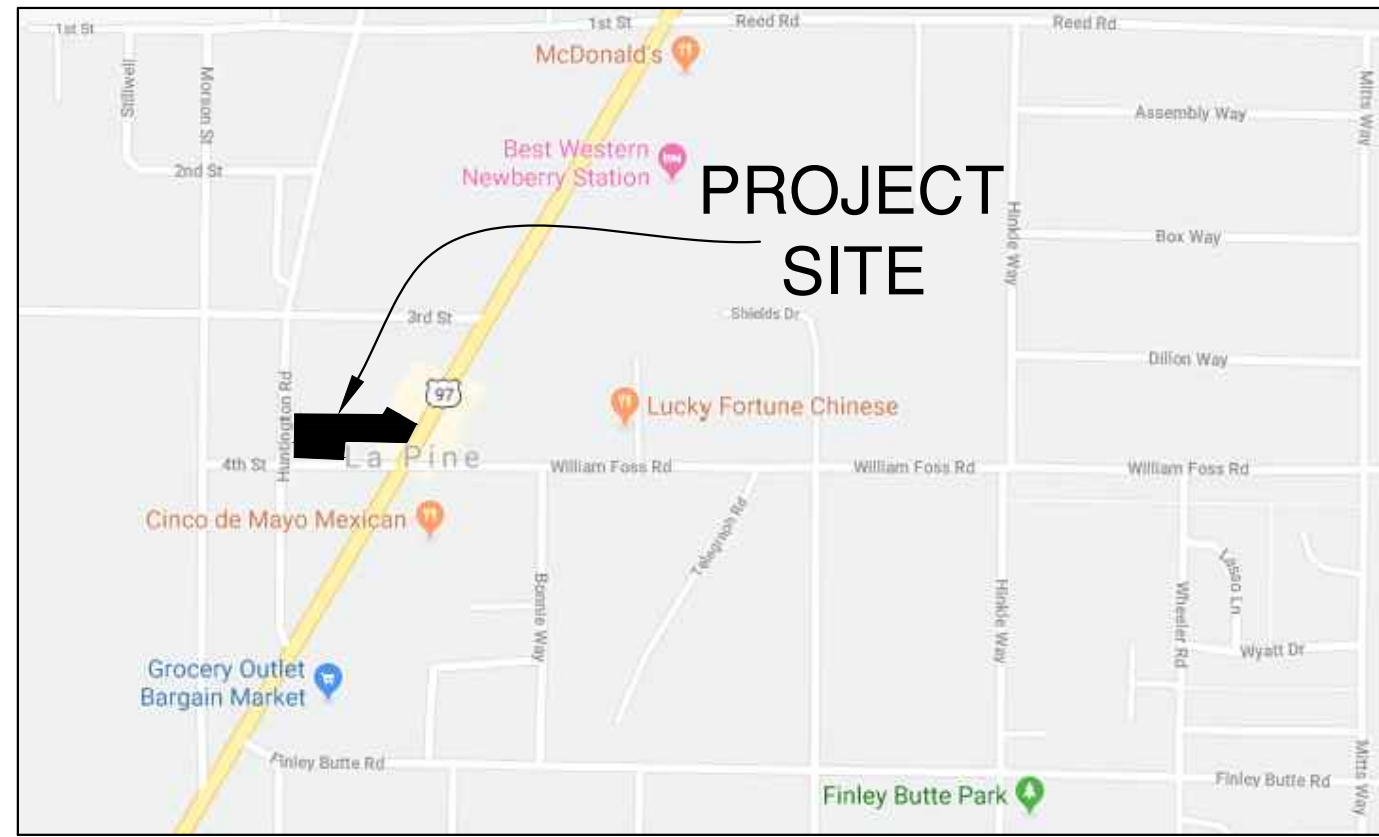 1st St
1st St
Reed Rd
Reed Rd
McDonald's
Stillwell
Morson St
Mitts Way
Assembly Way
Best Western
Newberry Station
2nd St
PROJECT
SITE
Hinkle Way
Box Way
3rd St
Shields Dr
Dillon Way
Huntington Rd
97
Lucky Fortune Chinese
4th St
La Pine
William Foss Rd
William Foss Rd
William Foss Rd
Cinco de Mayo Mexican
Telegraph Rd
Bonnie Way
Hinkle Way
Wheeler Rd
Lasso Ln
Wyatt Dr
Grocery Outlet
Bargain Market
Finley Butte Rd
Mitts Way
Finley Butte Rd
Finley Butte Park